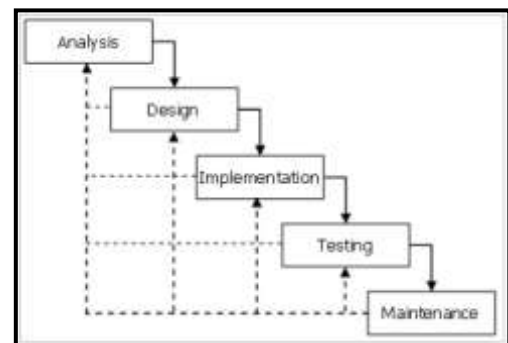 Analysis
Design
Implementation
Testing
Maintenance